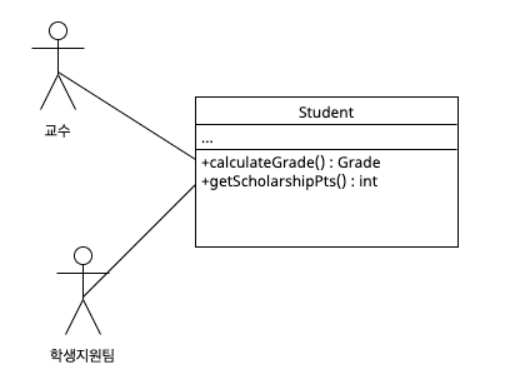 교수
Student
...
+calculateGrade() : Grade
+getScholarshipPts() : int
학생지원팀